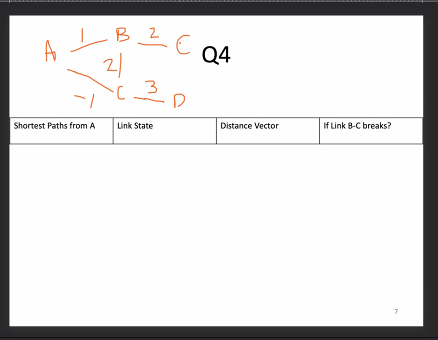 A 1 B 2 E
2
-1 C 3 D
Q4
Shortest Paths from A
Link State
Distance Vector
If Link B-C breaks?
7